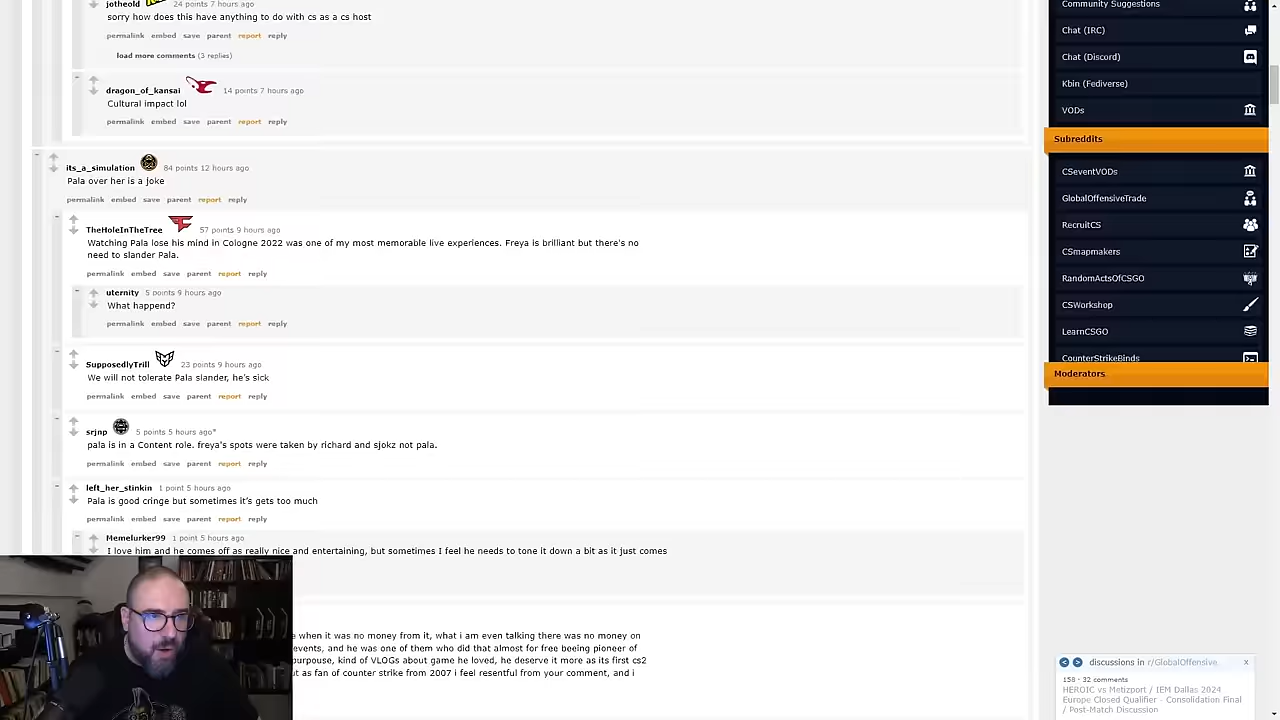 jotheold 24 points 7 hours ago
sorry how does this have anything to do with cs as a cs host
permalink embed save parent report reply
load more comments (3 replies)
dragon_of_kansai 14 points 7 hours ago
Cultural impact lol
permalink embed save parent report reply
its_a_simulation 84 points 12 hours ago
Pala over her is a joke
permalink embed save parent report reply
TheHoleInTheTree 57 points 9 hours ago
Watching Pala lose his mind in Cologne 2022 was one of my most memorable live experiences. Freya is brilliant but there's no
need to slander Pala.
permalink embed save parent report reply
uternity 5 points 9 hours ago
What happend?
permalink embed save parent report reply
SupposedlyTrill 23 points 9 hours ago
We will not tolerate Pala slander, he's sick
permalink embed save parent report reply
srjnp 5 points 5 hours ago*
pala is in a Content role. freya's spots were taken by richard and sjokz not pala.
permalink embed save parent report reply
left_her_stinkin 1 point 5 hours ago
Pala is good cringe but sometimes it's gets too much
permalink embed save parent report reply
Memelurker99 1 point 5 hours ago
I love him and he comes off as really nice and entertaining, but sometimes I feel he needs to tone it down a bit as it just comes
when it was no money from it, what i am even talking there was no money on
events, and he was one of them who did that almost for free beeing pioneer of
purpouse, kind of VLOGs about game he loved, he deserve it more as its first cs2
as fan of counter strike from 2007 i feel resentful from your comment, and i
Community Suggestions
Chat (IRC)
Chat (Discord)
Kbin (Fediverse)
VODs
Subreddits
CSeventVODs
GlobalOffensiveTrade
RecruitCS
CSmapmakers
RandomActsOfCSGO
CSWorkshop
LearnCSGO
CounterStrikeBinds
Moderators
discussions in r/GlobalOffensive. X
158 · 32 comments
HEROIC vs Metizport / IEM Dallas 2024
Europe Closed Qualifier - Consolidation Final
/ Post-Match Discussion